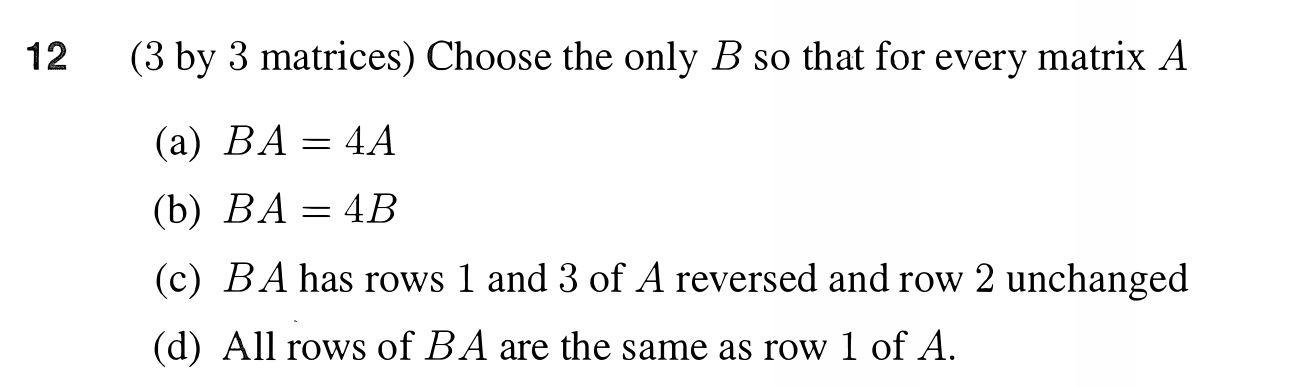 12 (3 by 3 matrices) Choose the only B so that for every matrix A
(a) BA = 4A
(b) BA = 4B
(c) BA has rows 1 and 3 of A reversed and row 2 unchanged
(d) All rows of BA are the same as row 1 of A.